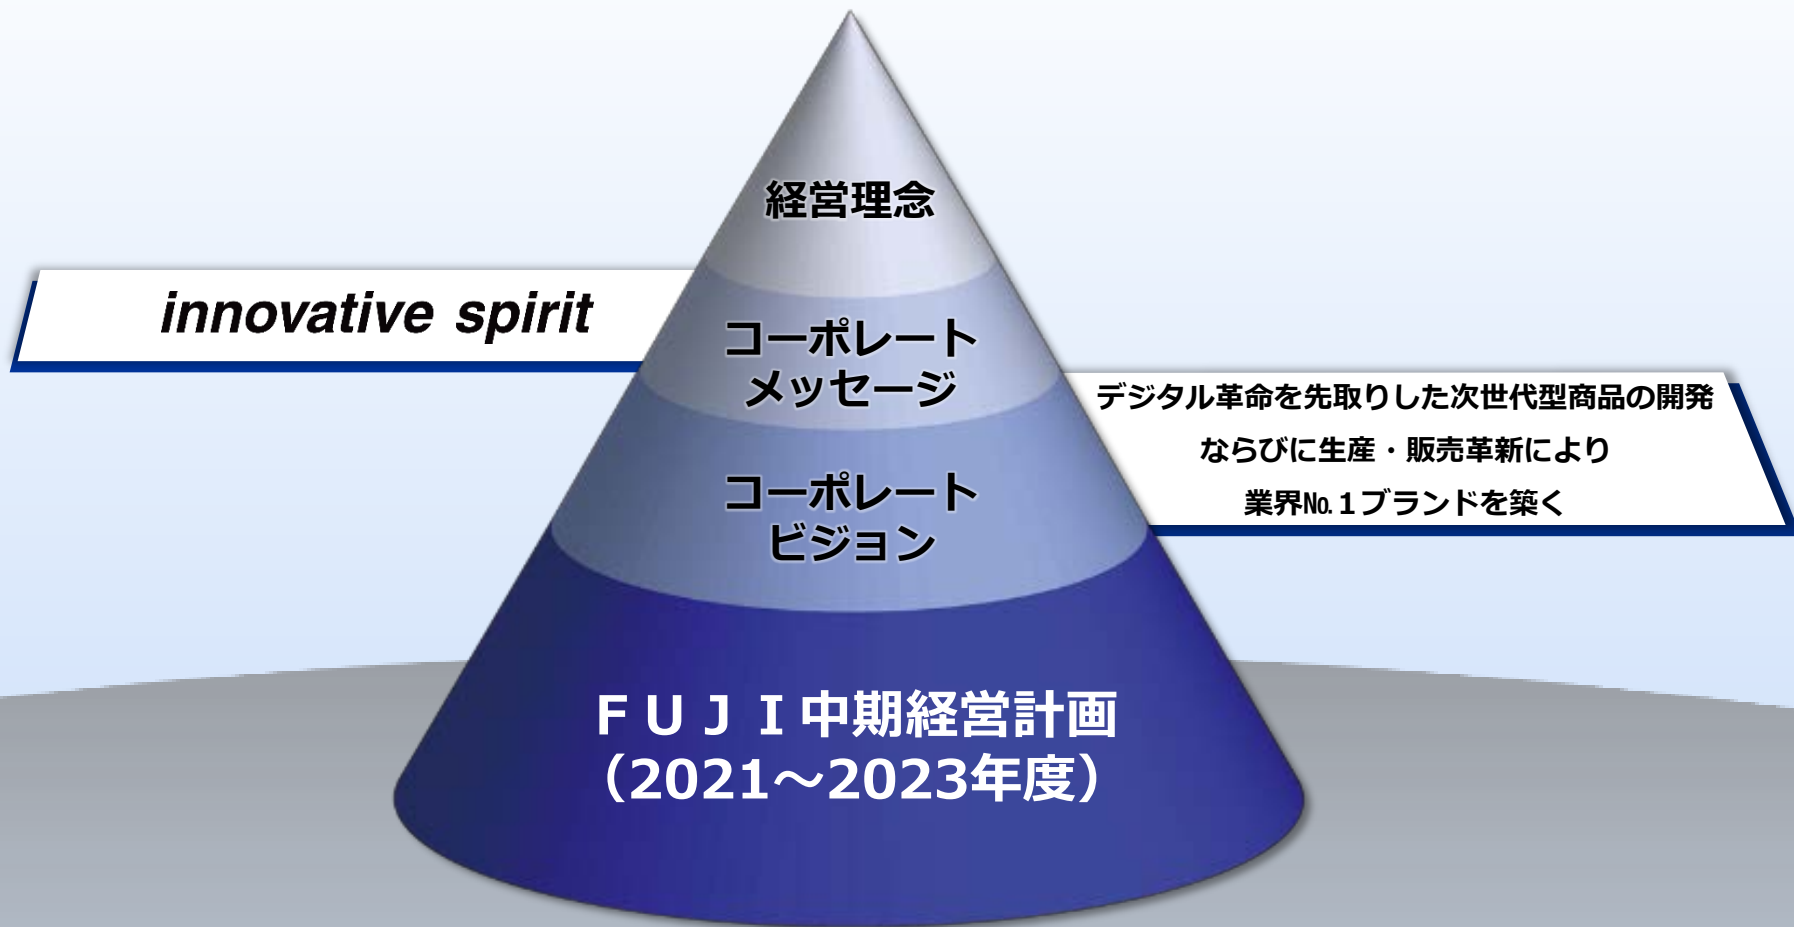 経営理念
innovative spirit
コーポレート
メッセージ
デジタル革命を先取りした次世代型商品の開発
ならびに生産・販売革新により
業界№１ブランドを築く
コーポレート
ビジョン
ＦＵＪＩ中期経営計画
（2021～2023年度）